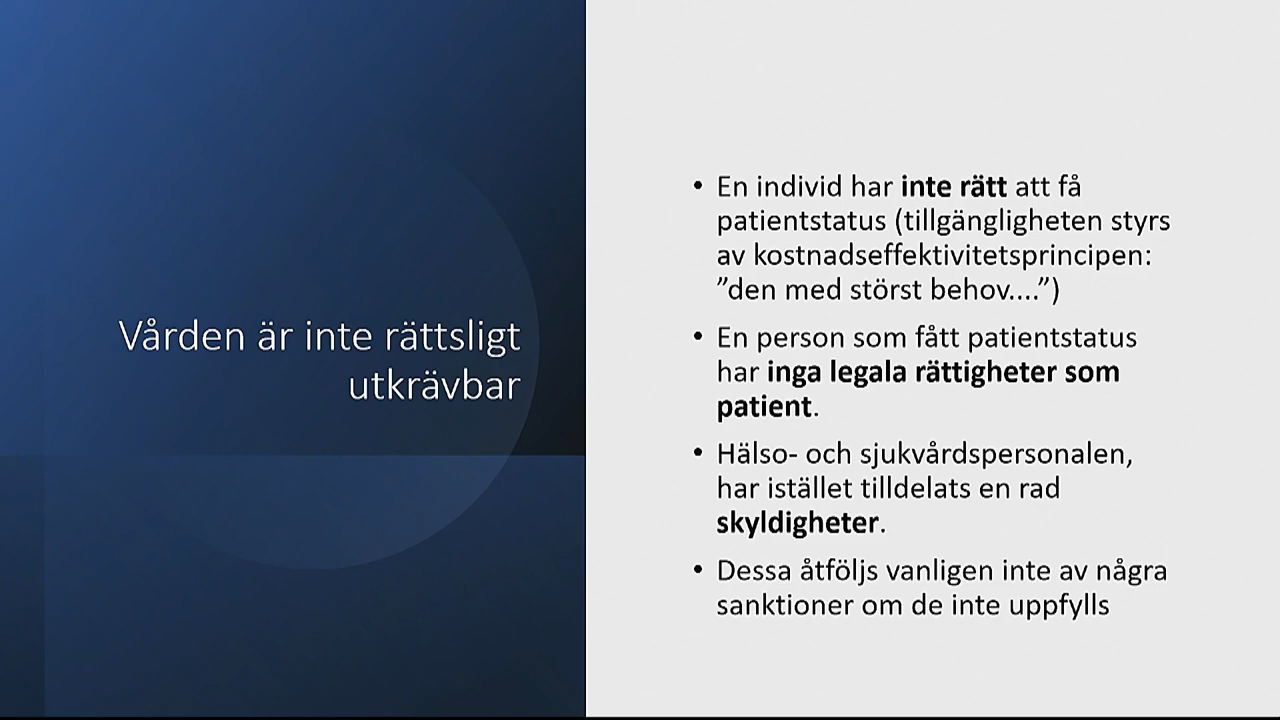 Vården är inte rättsligt
utkrävbar
• En individ har inte rätt att få
patientstatus (tillgängligheten styrs
av kostnadseffektivitetsprincipen:
”den med störst behov....”)
• En person som fått patientstatus
har inga legala rättigheter som
patient.
• Hälso- och sjukvårdspersonalen,
har istället tilldelats en rad
skyldigheter.
• Dessa åtföljs vanligen inte av några
sanktioner om de inte uppfylls